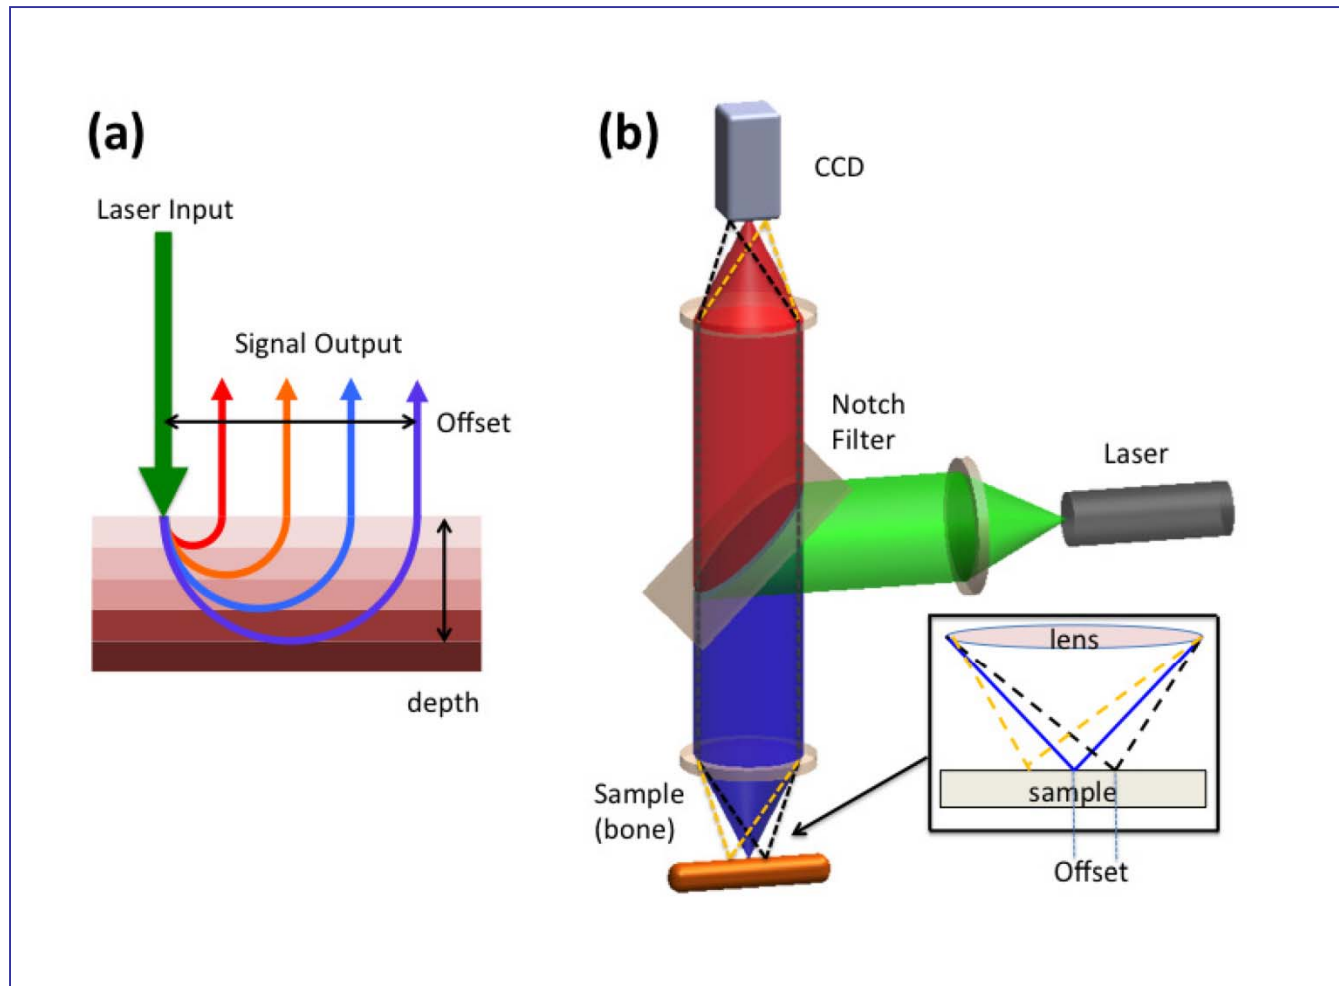 (a)
Laser Input
Signal Output
Offset
depth
(b)
CCD
Notch
Filter
Laser
lens
sample
Offset
Sample
(bone)